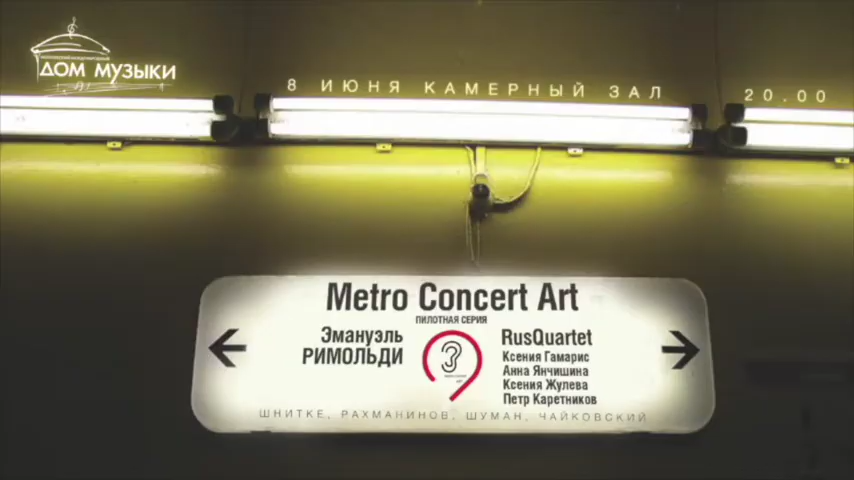 ДОМ МУЗЫКИ
8 ИЮНЯ КАМЕРНЫЙ ЗАЛ
20.00
Metro Concert Art
ПИЛОТНАЯ СЕРИЯ
Эмануэль
РИМОЛЬДИ
RusQuartet
Ксения Гамарис
Анна Янчишина
Ксения Жулева
Петр Каретников
ШНИТКЕ, РАХМАНИНОВ, ШУМАН, ЧАЙКОВСКИЙ